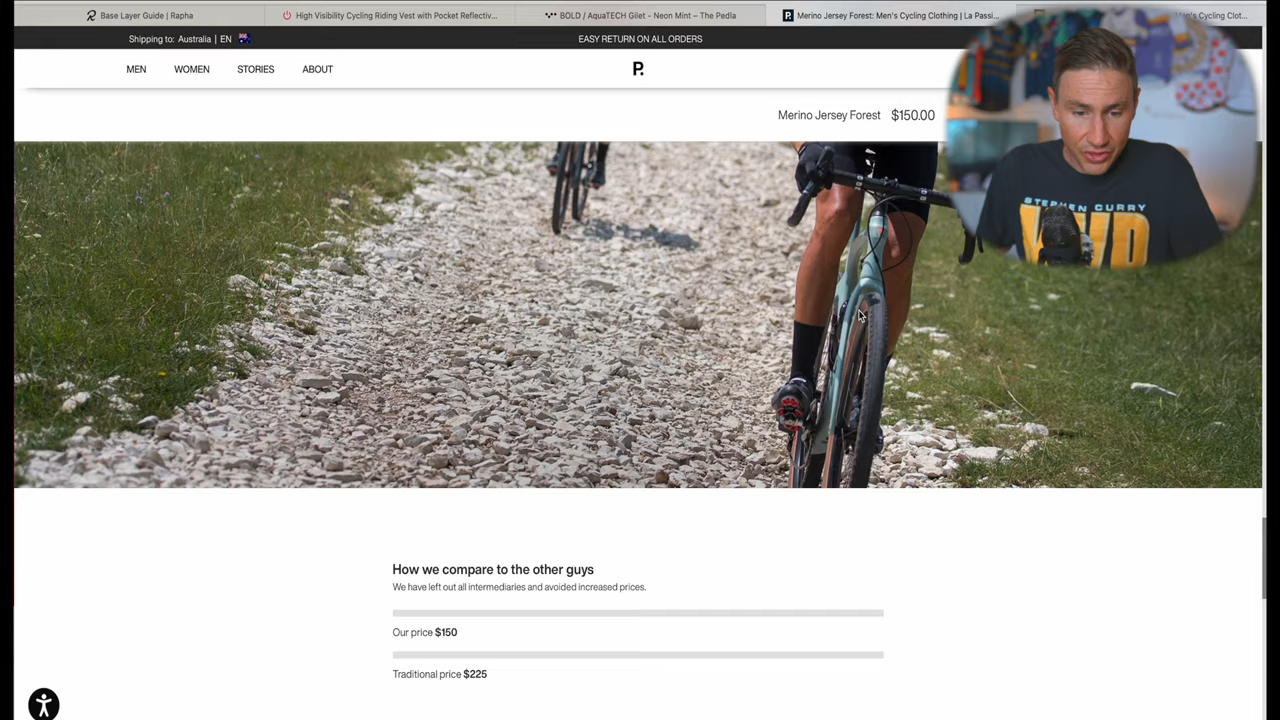 Base Layer Guide | Rapha
High Visibility Cycling Riding Vest with Pocket Reflectiv...
BOLD / AquaTECH Gilet - Neon Mint – The Pedla
P. Merino Jersey Forest: Men's Cycling Clothing | La Passi...
Men's Cycling Clot...
Shipping to: Australia | EN
EASY RETURN ON ALL ORDERS
MEN WOMEN STORIES ABOUT
P.
Merino Jersey Forest $150.00
STEPHEN CURRY
How we compare to the other guys
We have left out all intermediaries and avoided increased prices.
Our price $150
Traditional price $225